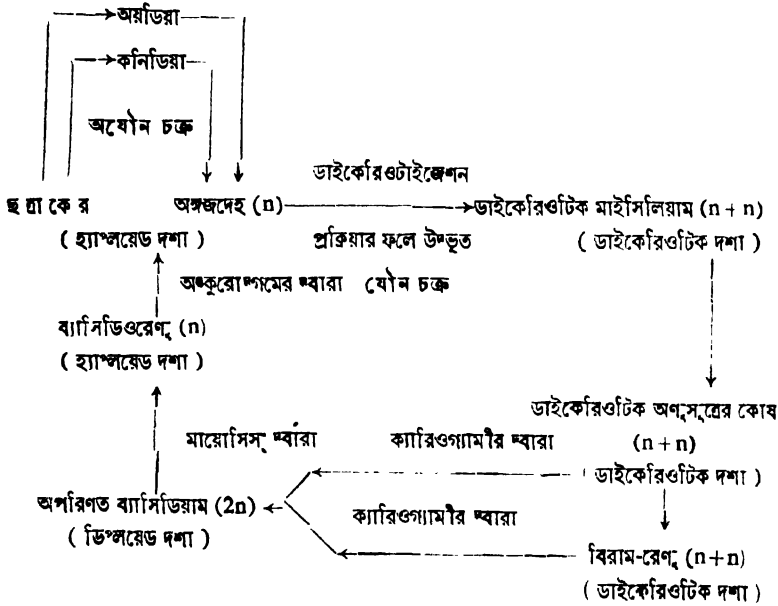 অয়ডিয়া
কনিডিয়া
অযৌন চক্র
ডাইকেরিওটাইজেশন
ছত্রাকের অঙ্গজদেহ (n) ডাইকেরিওটিক মাইসিলিয়াম (n + n)
( হ্যাপ্লয়েড দশা ) প্রক্রিয়ার ফলে উদ্ভূত ( ডাইকেরিওটিক দশা )
অঙ্কুরোদ্গমের দ্বারা যৌন চক্র
ব্যাসিডিওরেণু (n)
( হ্যাপ্লয়েড দশা )
ডাইকেরিওটিক অণুসূত্রের কোষ
মায়োসিস্ দ্বারা ক্যারিওগ্যামীর দ্বারা (n + n)
( ডাইকেরিওটিক দশা )
অপরিণত ব্যাসিডিয়াম (2n) ক্যারিওগ্যামীর দ্বারা
( ডিপ্লয়েড দশা )
বিরাম-রেণু (n+n)
( ডাইকেরিওটিক দশা )